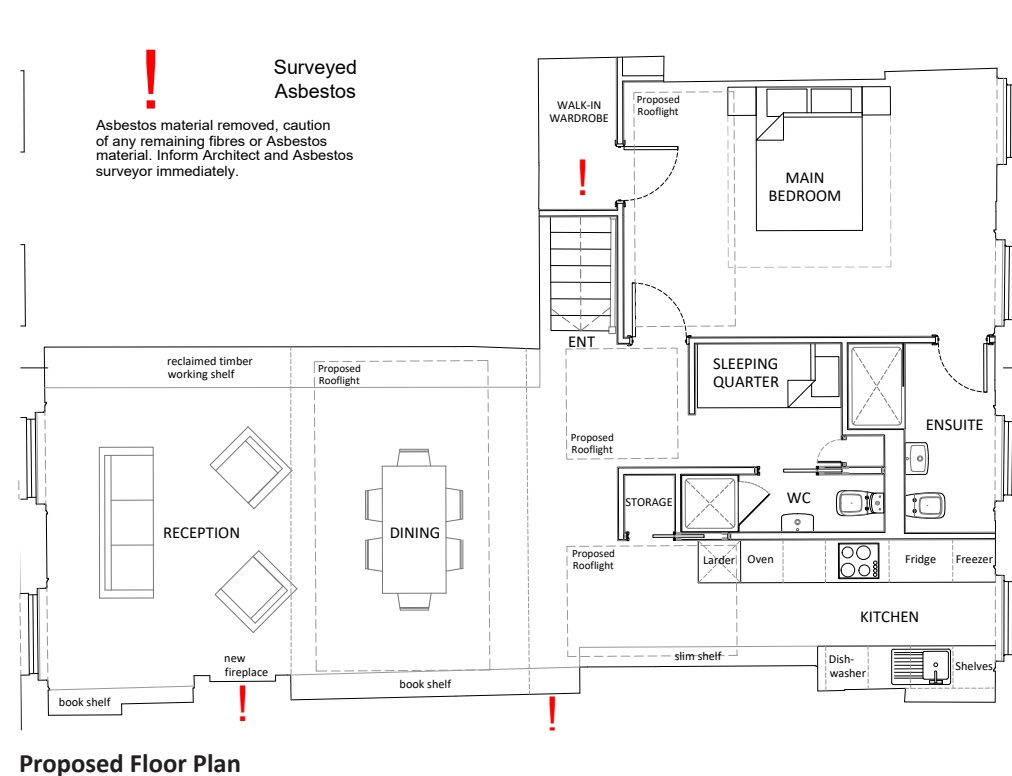 !
Surveyed
Asbestos
Asbestos material removed, caution
of any remaining fibres or Asbestos
material. Inform Architect and Asbestos
surveyor immediately.
WALK-IN
WARDROBE
!
Proposed
Rooflight
MAIN
BEDROOM
ENT
reclaimed timber
working shelf
Proposed
Rooflight
SLEEPING
QUARTER
Proposed
Rooflight
ENSUITE
STORAGE
WC
RECEPTION
DINING
Proposed
Rooflight
Larder
Oven
Fridge
Freezer
KITCHEN
new
fireplace
slim shelf
Dish-
washer
Shelves
book shelf
book shelf
!
!
Proposed Floor Plan